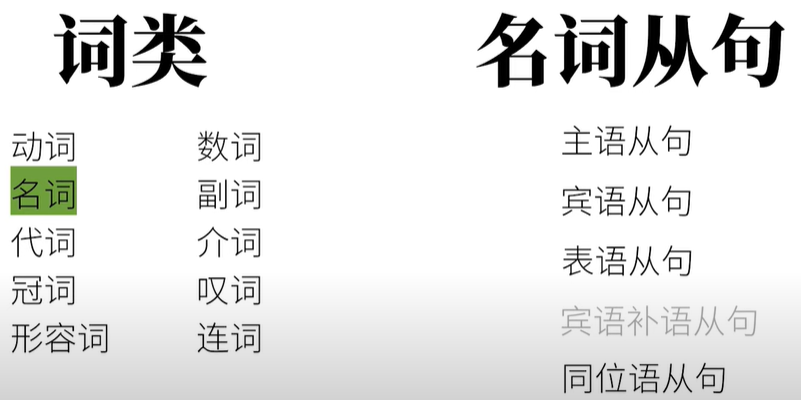 词类
动词
名词
代词
冠词
形容词
数词
副词
介词
叹词
连词
名词从句
主语从句
宾语从句
表语从句
宾语补语从句
同位语从句